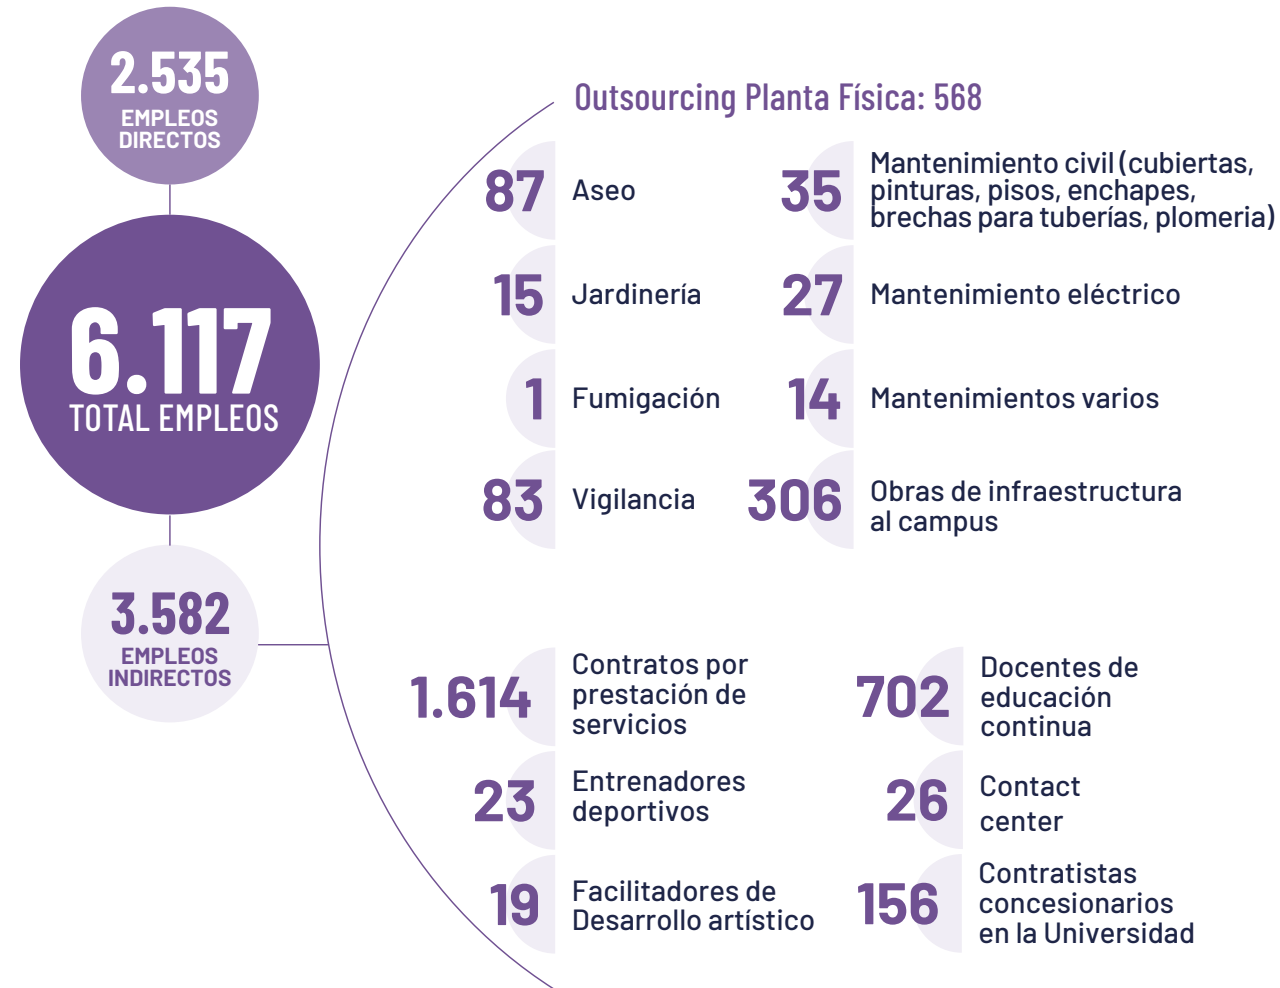 2.535
EMPLEOS
DIRECTOS
6.117
TOTAL EMPLEOS
3.582
EMPLEOS
INDIRECTOS
Outsourcing Planta Física: 568
87
Aseo
35
Mantenimiento civil (cubiertas,
pinturas, pisos, enchapes,
brechas para tuberías, plomeria)
15
Jardinería
27
Mantenimiento eléctrico
1
Fumigación
14
Mantenimientos varios
83
Vigilancia
306
Obras de infraestructura
al campus
1.614
Contratos por
prestación de
servicios
702
Docentes de
educación
continua
23
Entrenadores
deportivos
26
Contact
center
19
Facilitadores de
Desarrollo artístico
156
Contratistas
concesionarios
en la Universidad